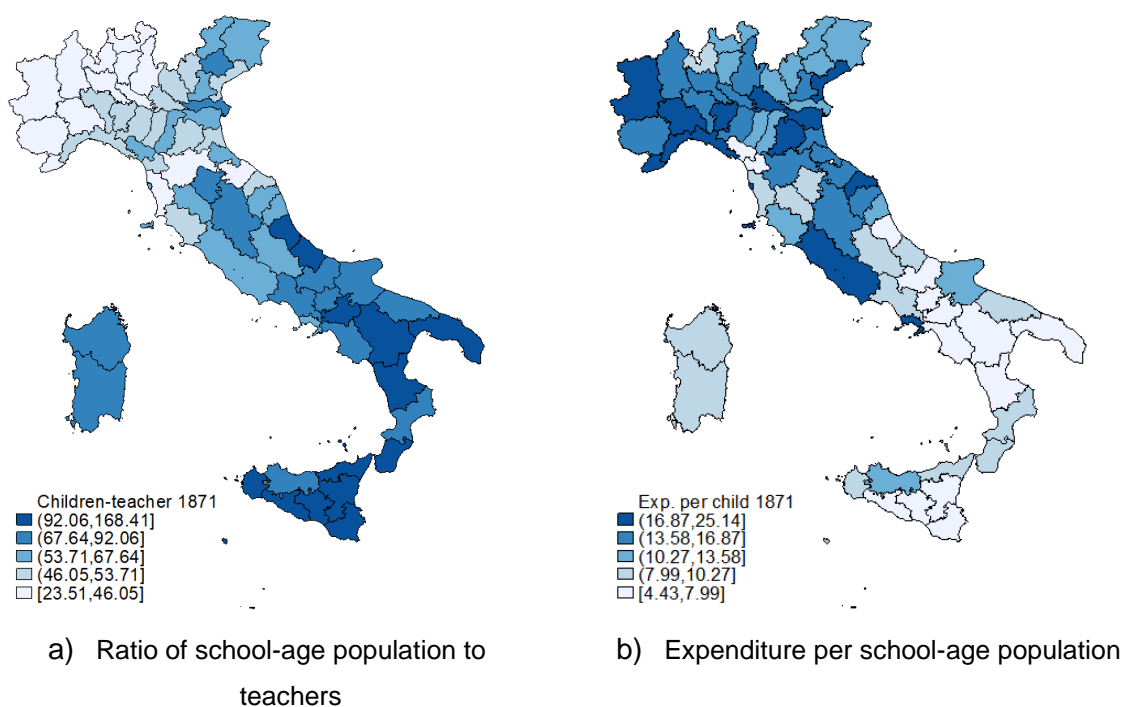 Children-teacher 1871
(92.06,168.41]
(67.64,92.06]
(53.71,67.64]
(46.05,53.71]
[23.51,46.05]
a) Ratio of school-age population to
teachers
Exp. per child 1871
(16.87,25.14]
(13.58,16.87]
(10.27,13.58]
(7.99,10.27]
[4.43,7.99]
b) Expenditure per school-age population